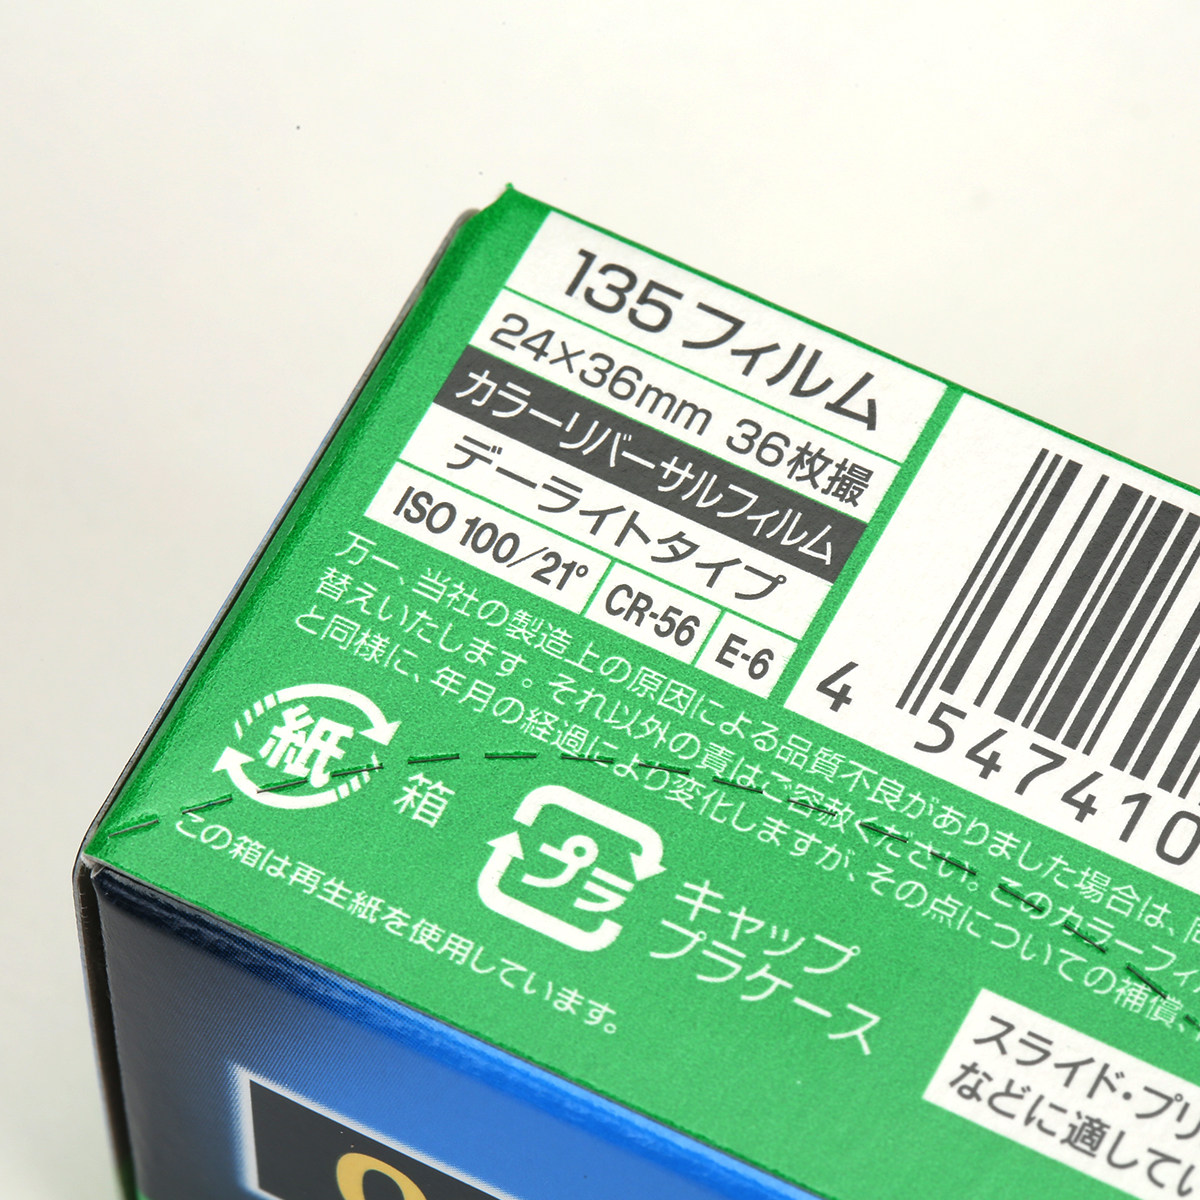 135フィルム
24×36mm 36枚撮
カラーリバーサルフィルム
デーライトタイプ
ISO 100/21° CR-56 E-6
4 547410
万一、当社の製造上の原因による品質不良がありました場合は、
替えいたします。それ以外の責はご容赦ください。このカラーフィ
と同様に、年月の経過により変化しますが、その点についての補償、
紙 箱
この箱は再生紙を使用しています。
プラ キャップ
プラケース
スライド・プリ
などに適してい